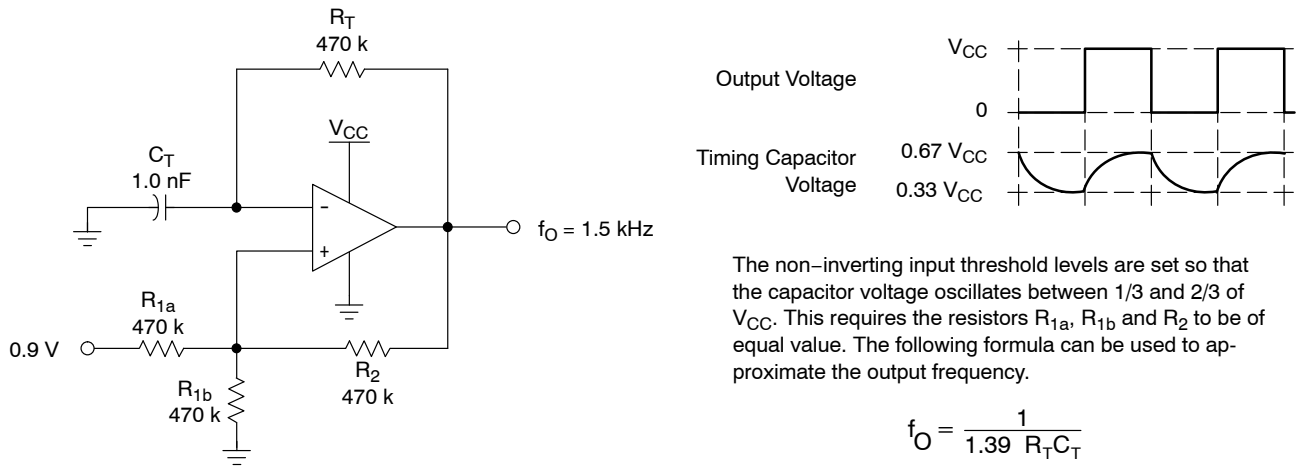 R_T
470 k
V_CC
C_T
1.0 nF
−
+
f_O = 1.5 kHz
R_1a
470 k
0.9 V
R_2
470 k
R_1b
470 k
Output Voltage
V_CC
0
Timing Capacitor
Voltage
0.67 V_CC
0.33 V_CC
The non−inverting input threshold levels are set so that
the capacitor voltage oscillates between 1/3 and 2/3 of
V_CC. This requires the resistors R_1a, R_1b and R_2 to be of
equal value. The following formula can be used to ap-
proximate the output frequency.
f_O = 1 / 1.39 R_TC_T